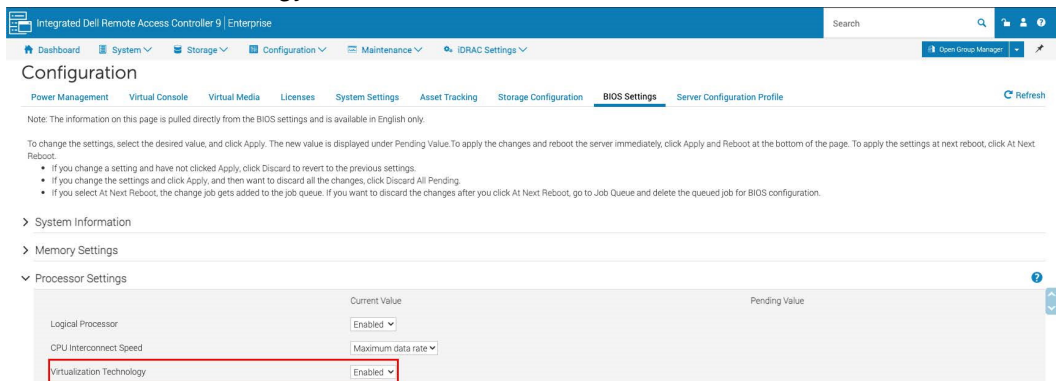 Integrated Dell Remote Access Controller 9 | Enterprise
Search
Dashboard System Storage Configuration Maintenance iDRAC Settings
Open Group Manager
Configuration
Power Management Virtual Console Virtual Media Licenses System Settings Asset Tracking Storage Configuration BIOS Settings Server Configuration Profile
Refresh
Note: The information on this page is pulled directly from the BIOS settings and is available in English only.
To change the settings, select the desired value, and click Apply. The new value is displayed under Pending Value.To apply the changes and reboot the server immediately, click Apply and Reboot at the bottom of the page. To apply the settings at next reboot, click At Next
Reboot.
• If you change a setting and have not clicked Apply, click Discard to revert to the previous settings.
• If you change the settings and click Apply, and then want to discard all the changes, click Discard All Pending.
• If you select At Next Reboot, the change job gets added to the job queue. If you want to discard the changes after you click At Next Reboot, go to Job Queue and delete the queued job for BIOS configuration.
System Information
Memory Settings
Processor Settings
Current Value Pending Value
Logical Processor Enabled
CPU Interconnect Speed Maximum data rate
Virtualization Technology Enabled